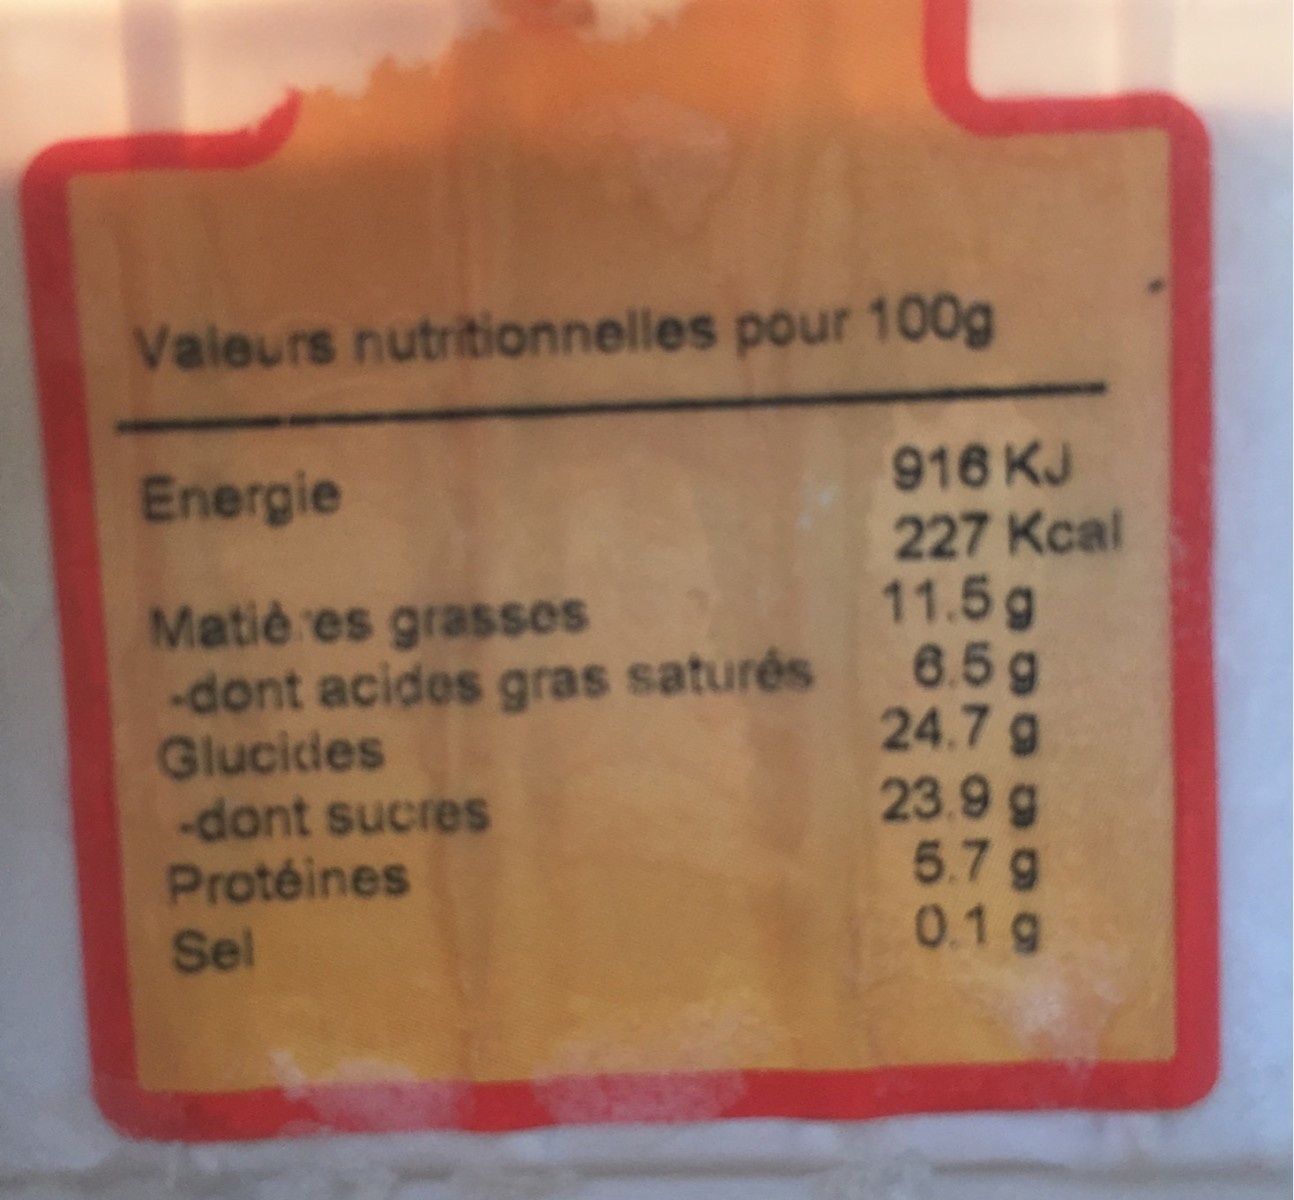 Valeurs nutritionnelles pour 100g
Energie 916 KJ
227 Kcal
Matières grasses 11.5 g
-dont acides gras saturés 6.5 g
Glucides 24.7 g
-dont sucres 23.9 g
Protéines 5.7 g
Sel 0.1 g